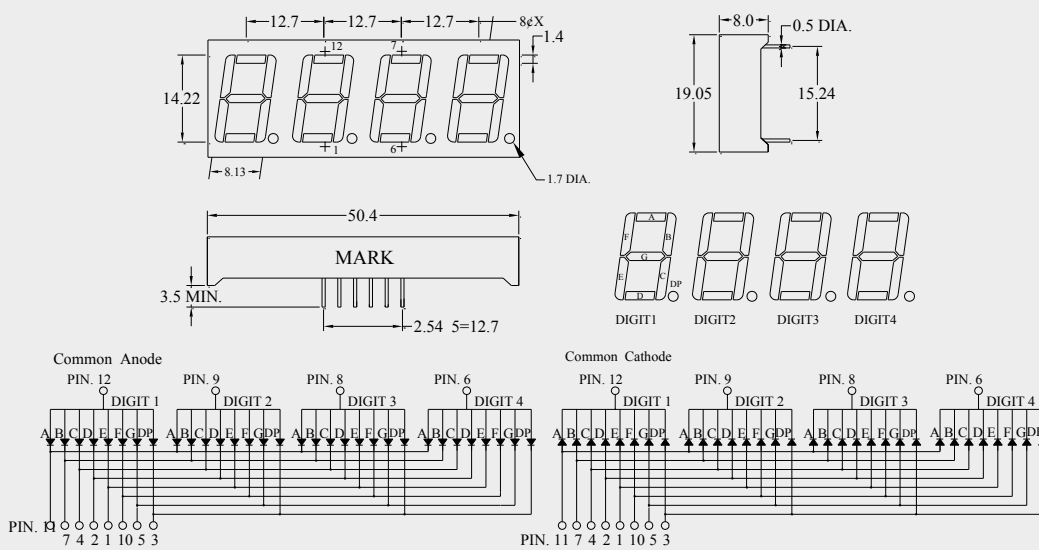 12.7 12.7 12.7 8¢X
1.4
12 7
14.22
1 6
8.13
1.7 DIA.
8.0
0.5 DIA.
19.05
15.24
50.4
MARK
3.5 MIN.
2.54 5=12.7
A
F B
G
E C
D DP
DIGIT1 DIGIT2 DIGIT3 DIGIT4
Common Anode
PIN. 12 PIN. 9 PIN. 8 PIN. 6
DIGIT 1 DIGIT 2 DIGIT 3 DIGIT 4
A B C D E F G DP A B C D E F G DP A B C D E F G DP A B C D E F G DP
PIN. 11
7 4 2 1 10 5 3
Common Cathode
PIN. 12 PIN. 9 PIN. 8 PIN. 6
DIGIT 1 DIGIT 2 DIGIT 3 DIGIT 4
A B C D E F G DP A B C D E F G DP A B C D E F G DP A B C D E F G DP
PIN. 11 7 4 2 1 10 5 3